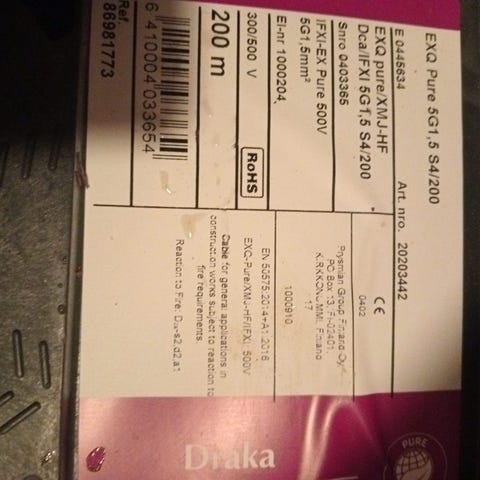 EXQ Pure 5G1,5 S4/200
E 0445634
Art. nro. 20203442
EXQ pure/XMJ-HF
Dca/IFXI 5G1,5 S4/200
Snro 0403365
IFXI-EX Pure 500V
5G1,5mm²
El-nr 1000204,
300/500 V
RoHS
200 m
6 410004 033654
Ref.
86981773
CE
0402
Prysmian Group Finland Oy,
PO Box 13, FI-02401
KIRKKONUMMI, Finland
17
1000910
EN 50575:2014+A1:2016
EXQ-Pure/XMJ-HF/IFXI 500V
Cable for general applications in
construction works subject to reaction to
fire requirements.
Reaction to Fire: Dca-s2,d2,a1
Draka
PURE